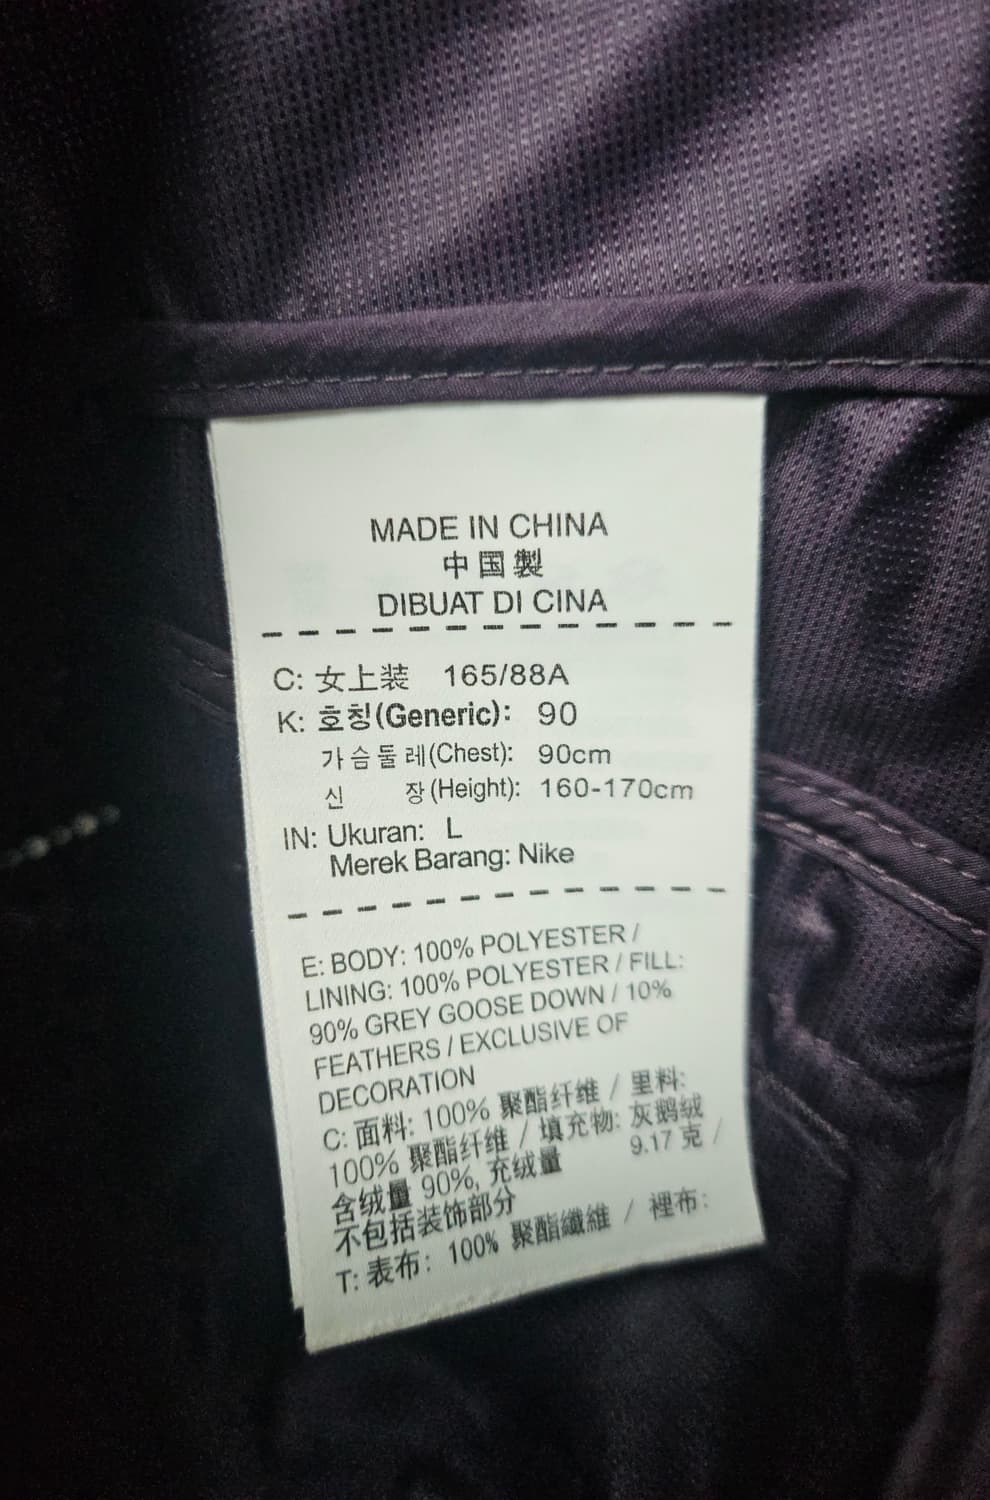 MADE IN CHINA
中国製
DIBUAT DI CINA
C: 女上装 165/88A
K: 호칭(Generic): 90
가슴둘레(Chest): 90cm
신 장(Height): 160-170cm
IN: Ukuran: L
Merek Barang: Nike
E: BODY: 100% POLYESTER /
LINING: 100% POLYESTER / FILL:
90% GREY GOOSE DOWN / 10%
FEATHERS / EXCLUSIVE OF
DECORATION
C: 面料: 100% 聚酯纤维 / 里料:
100% 聚酯纤维 / 填充物: 灰鹅绒
含绒量 90%, 充绒量 9.17 克 /
不包括装饰部分
T: 表布: 100% 聚酯纖維 / 裡布: